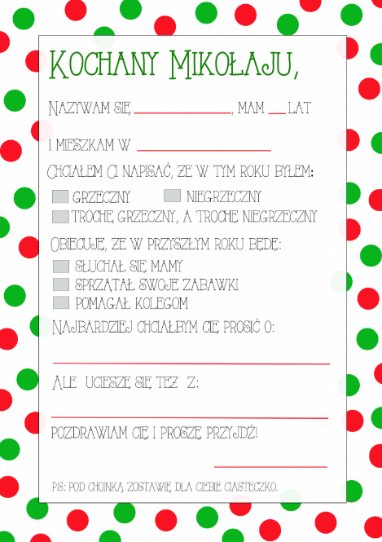 KOCHANY MIKOŁAJU,
NAZYWAM SIĘ ____________, MAM ___ LAT
I MIESZKAM W ____________
CHCIAŁEM CI NAPISAĆ, ŻE W TYM ROKU BYŁEM:
GRZECZNY NIEGRZECZNY
TROCHĘ GRZECZNY, A TROCHĘ NIEGRZECZNY
OBIECUJĘ, ŻE W PRZYSZŁYM ROKU BĘDĘ:
SŁUCHAŁ SIĘ MAMY
SPRZĄTAŁ SWOJE ZABAWKI
POMAGAŁ KOLEGOM
NAJBARDZIEJ CHCIAŁBYM CIĘ PROSIĆ O:
ALE UCIESZĘ SIĘ TEŻ Z:
POZDRAWIAM CIĘ I PROSZĘ PRZYJDŹ!
P.S: POD CHOINKĄ ZOSTAWIĘ DLA CIEBIE CIASTECZKO.